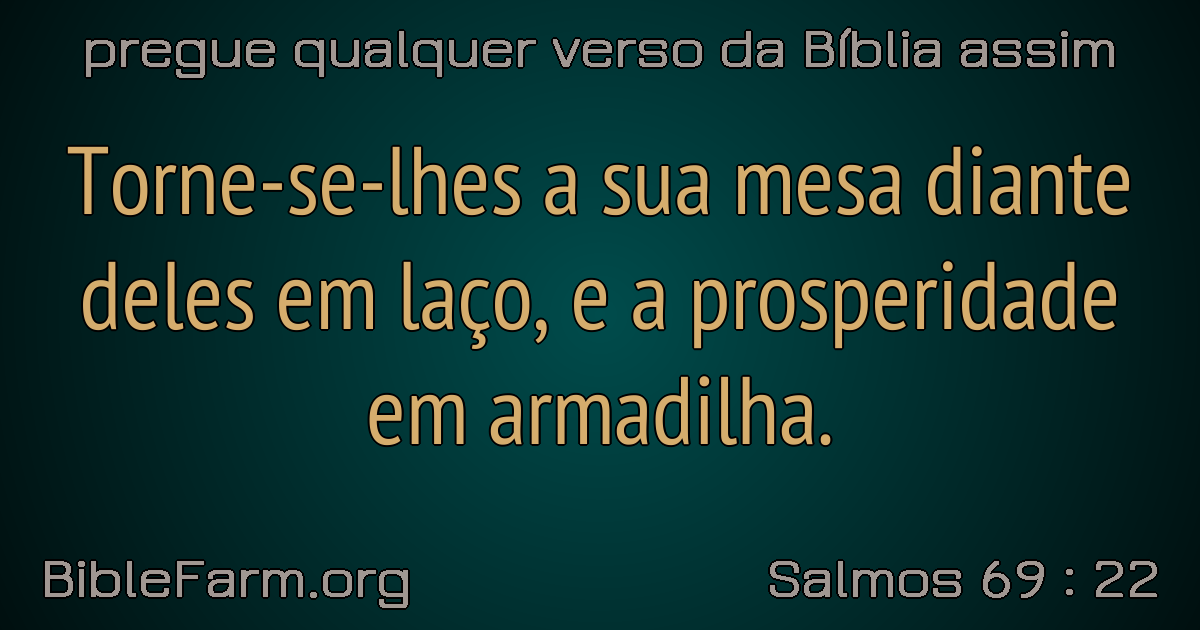 pregue qualquer verso da Bíblia assim
Torne-se-lhes a sua mesa diante
deles em laço, e a prosperidade
em armadilha.
BibleFarm.org
Salmos 69 : 22